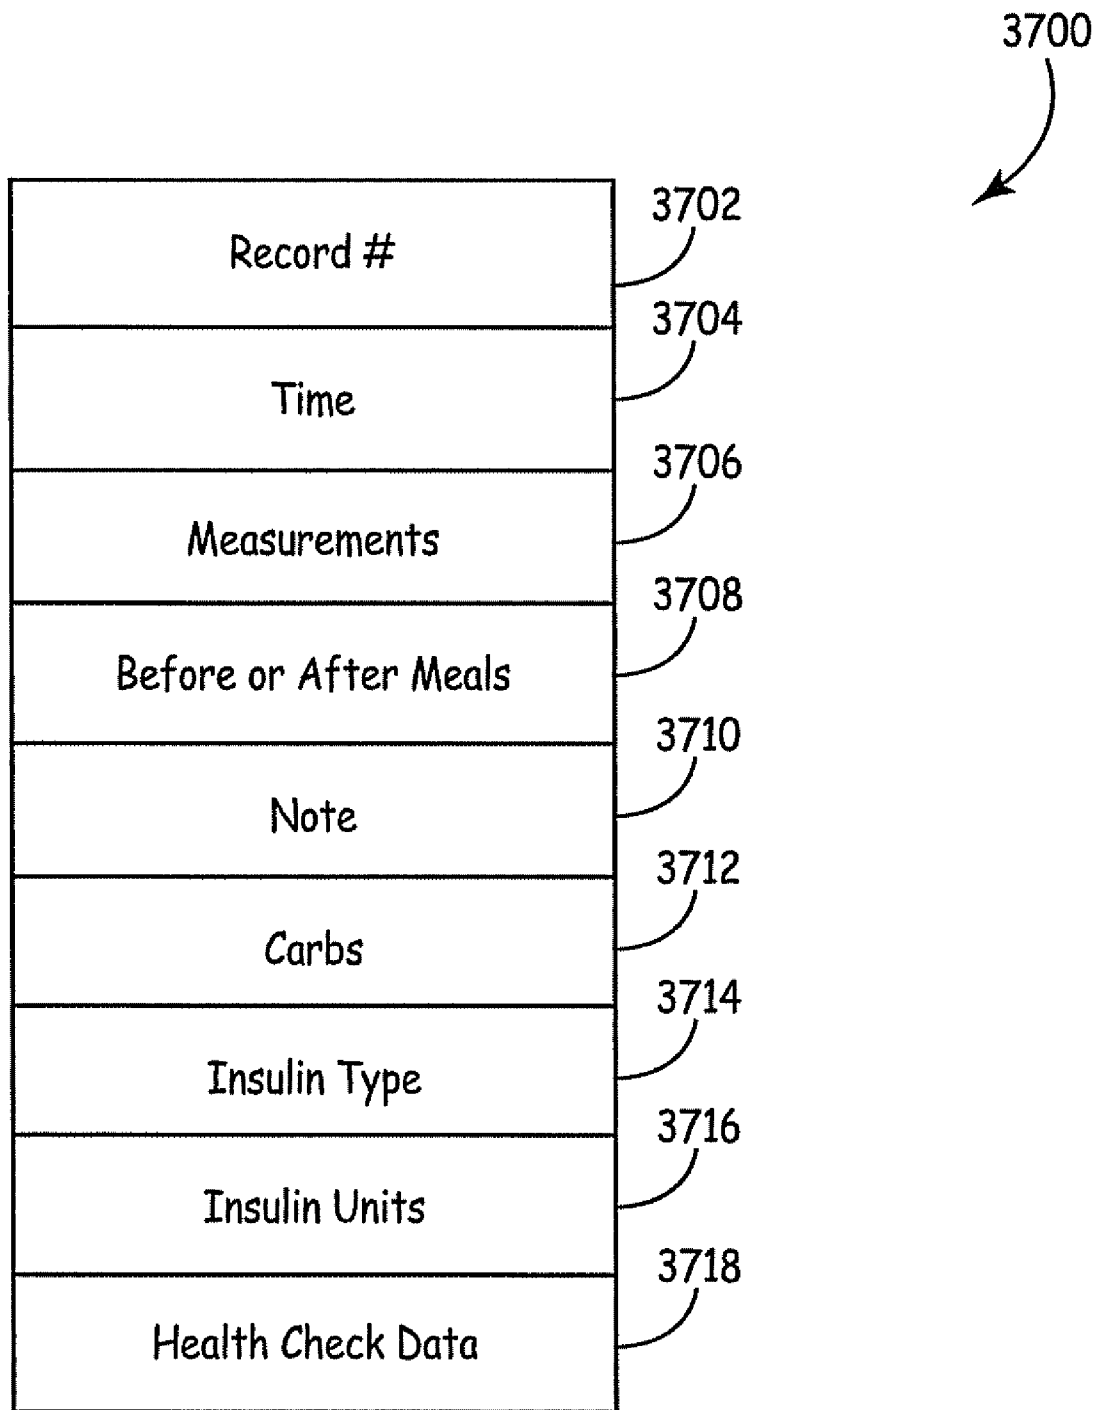 3700
3702
Record #
3704
Time
3706
Measurements
3708
Before or After Meals
3710
Note
3712
Carbs
3714
Insulin Type
3716
Insulin Units
3718
Health Check Data